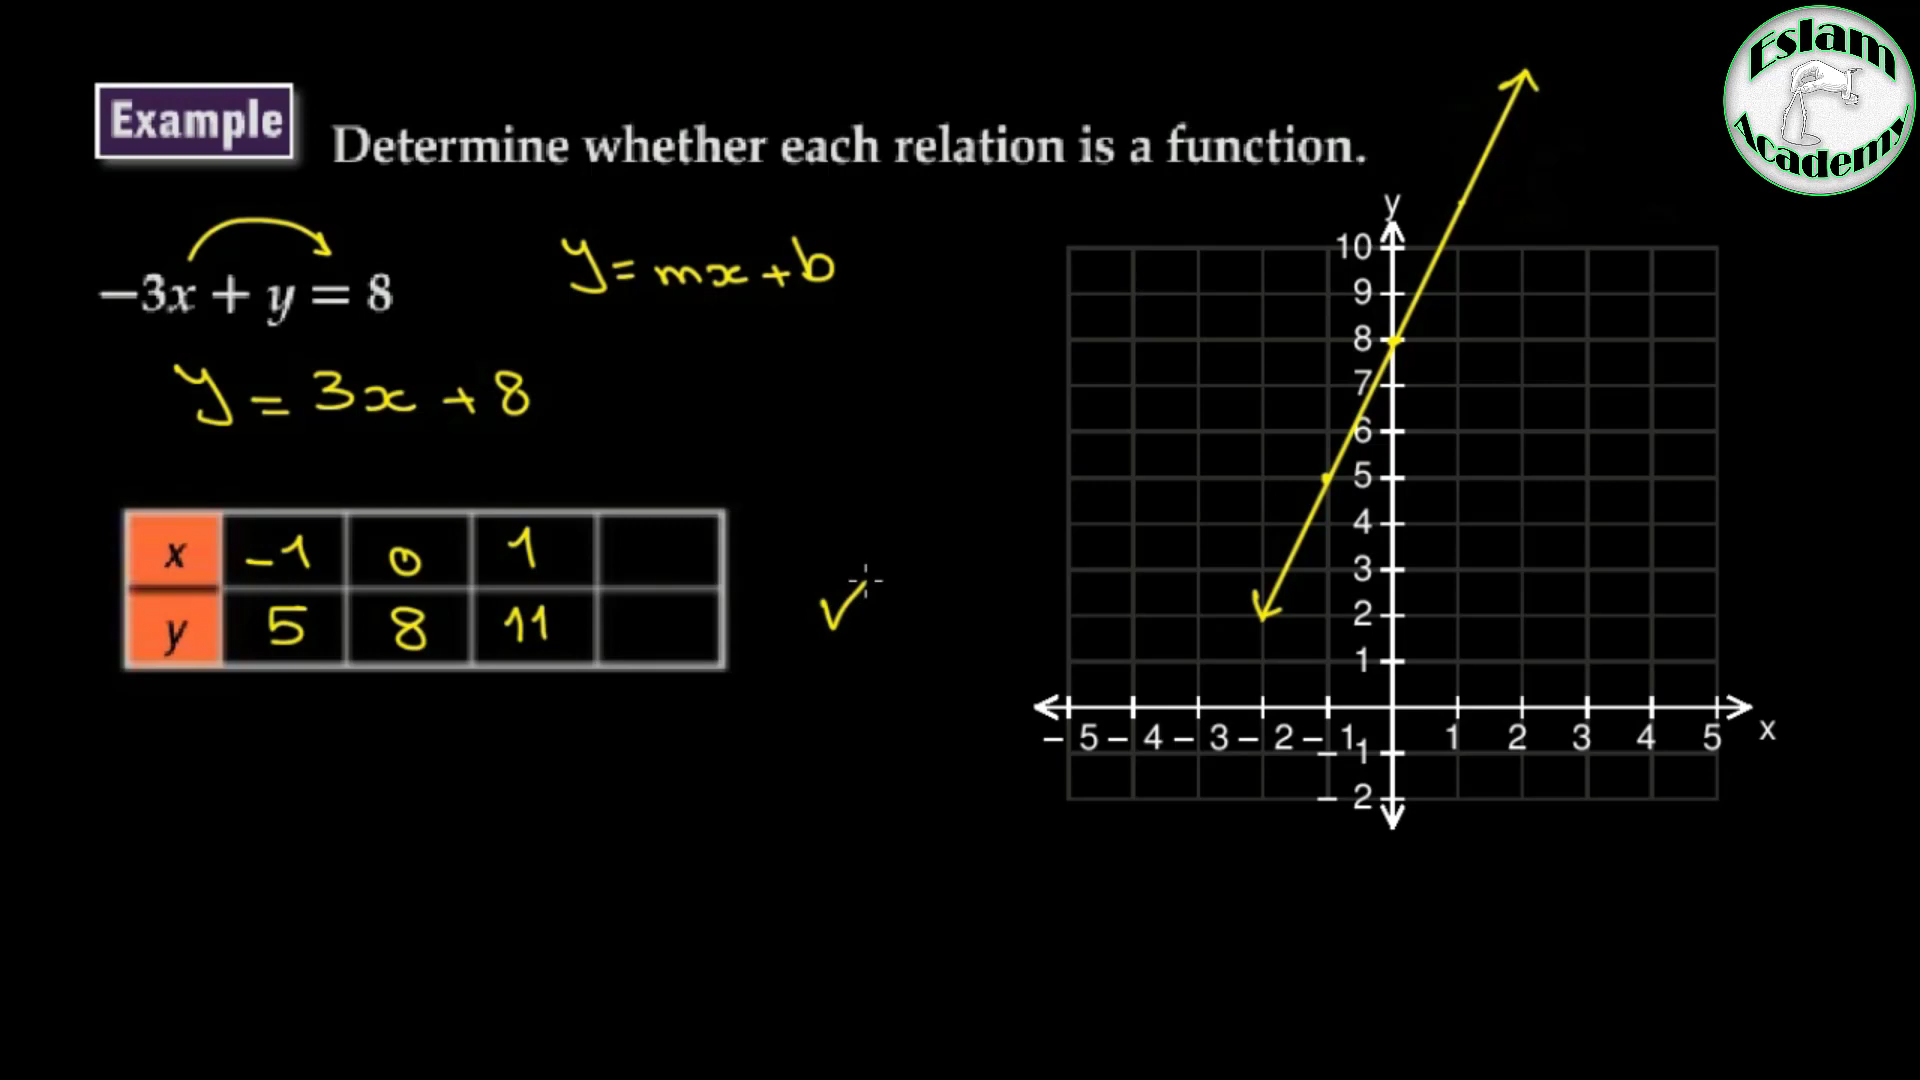 Eslam
Academy
Example
Determine whether each relation is a function.
−3x + y = 8
y = mx + b
y = 3x + 8
x -1 0 1
y 5 8 11
y
10
9
8
7
6
5
4
3
2
1
−5 −4 −3 −2 −1 1 2 3 4 5 x
−1
−2